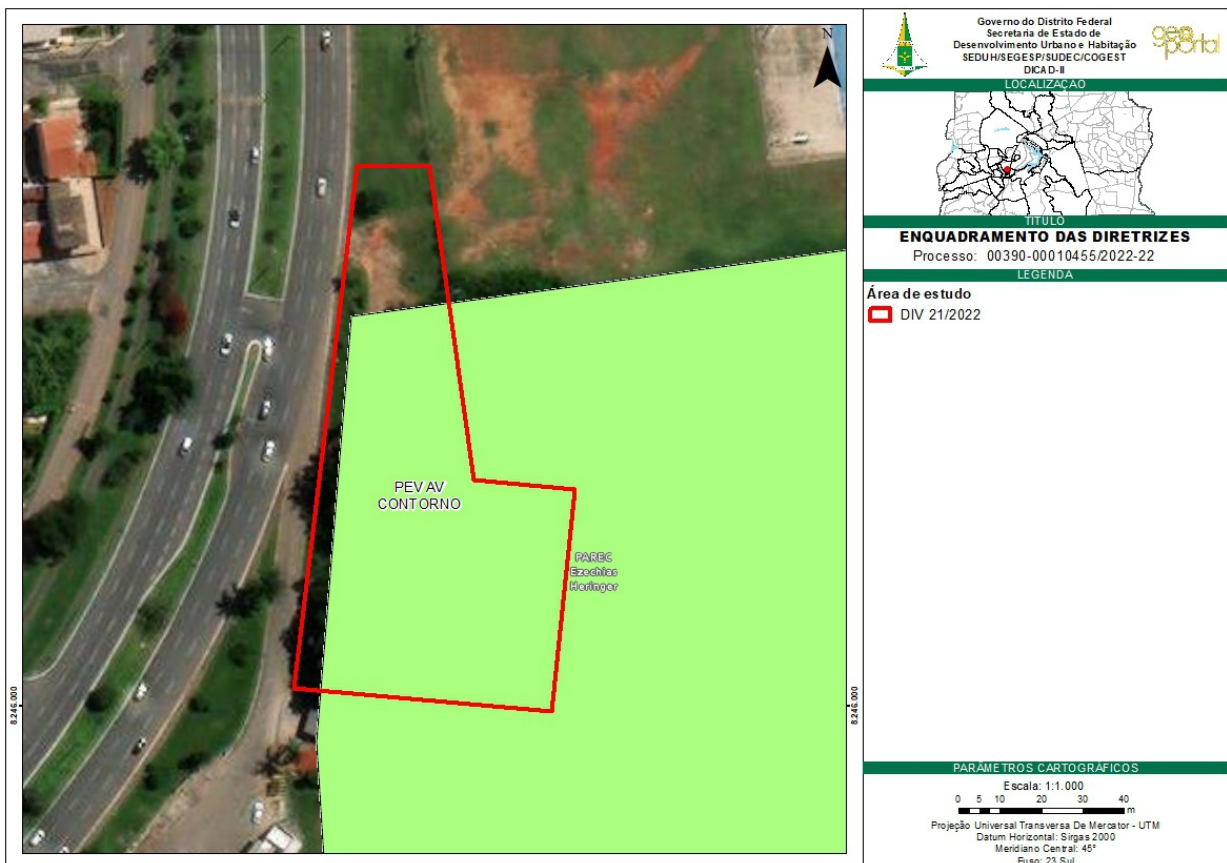 Governo do Distrito Federal
Secretaria de Estado de
Desenvolvimento Urbano e Habitação
SEDUH/SEGESP/SUDEC/COGEST
DICAD-II
geo
portal
LOCALIZAÇÃO
TÍTULO
ENQUADRAMENTO DAS DIRETRIZES
Processo: 00390-00010455/2022-22
LEGENDA
Área de estudo
DIV 21/2022
N
PEV AV
CONTORNO
PAREC
Ezechias
Heringer
8.246.000
8.246.000
PARÂMETROS CARTOGRÁFICOS
Escala: 1:1.000
0 5 10 20 30 40
m
Projeção Universal Transversa De Mercator - UTM
Datum Horizontal: Sirgas 2000
Meridiano Central: 45º
Fuso: 23 Sul